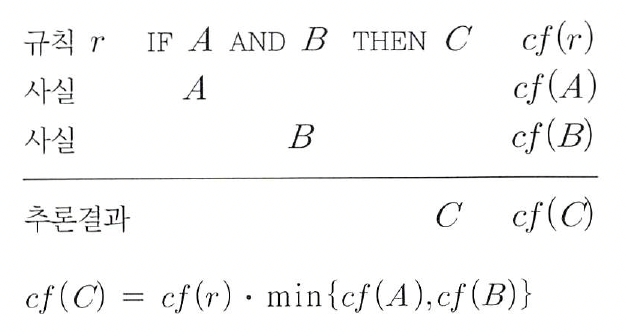 규칙 r IF A AND B THEN C cf(r)
사실 A cf(A)
사실 B cf(B)
추론결과 C cf(C)
cf(C) = cf(r) · min{cf(A),cf(B)}